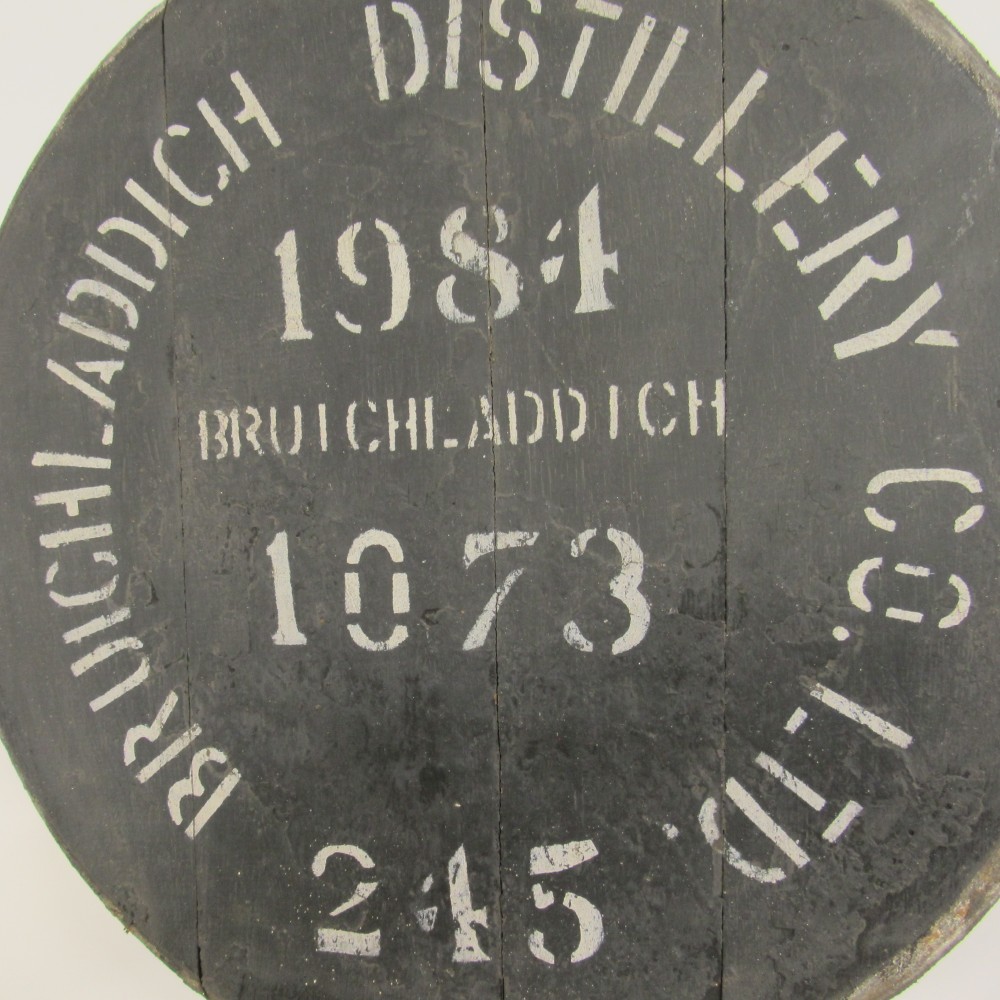 BRUICHLADDICH DISTILLERY CO. LTD.
1984
BRUICHLADDICH
1073
245